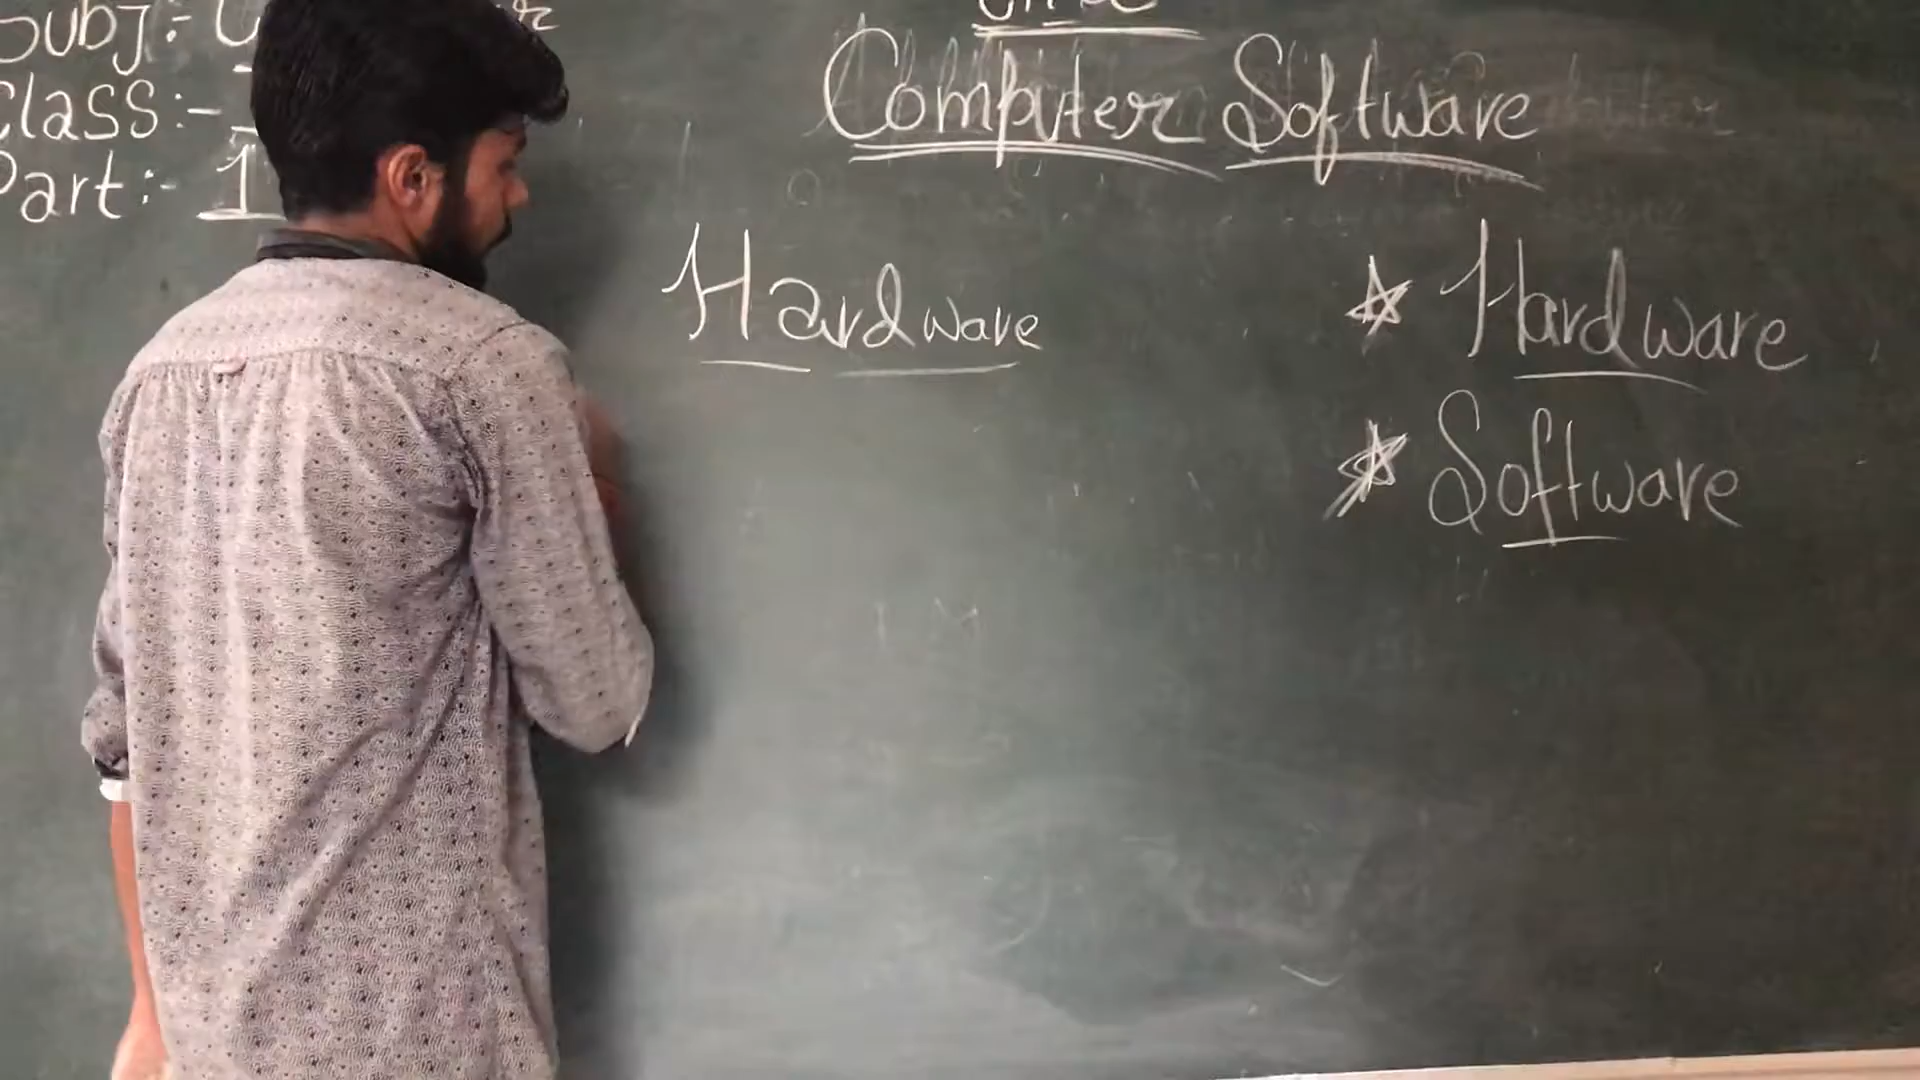 Subj:-
Class:-
Part:- 1
Computer Software
Hardware
* Hardware
* Software